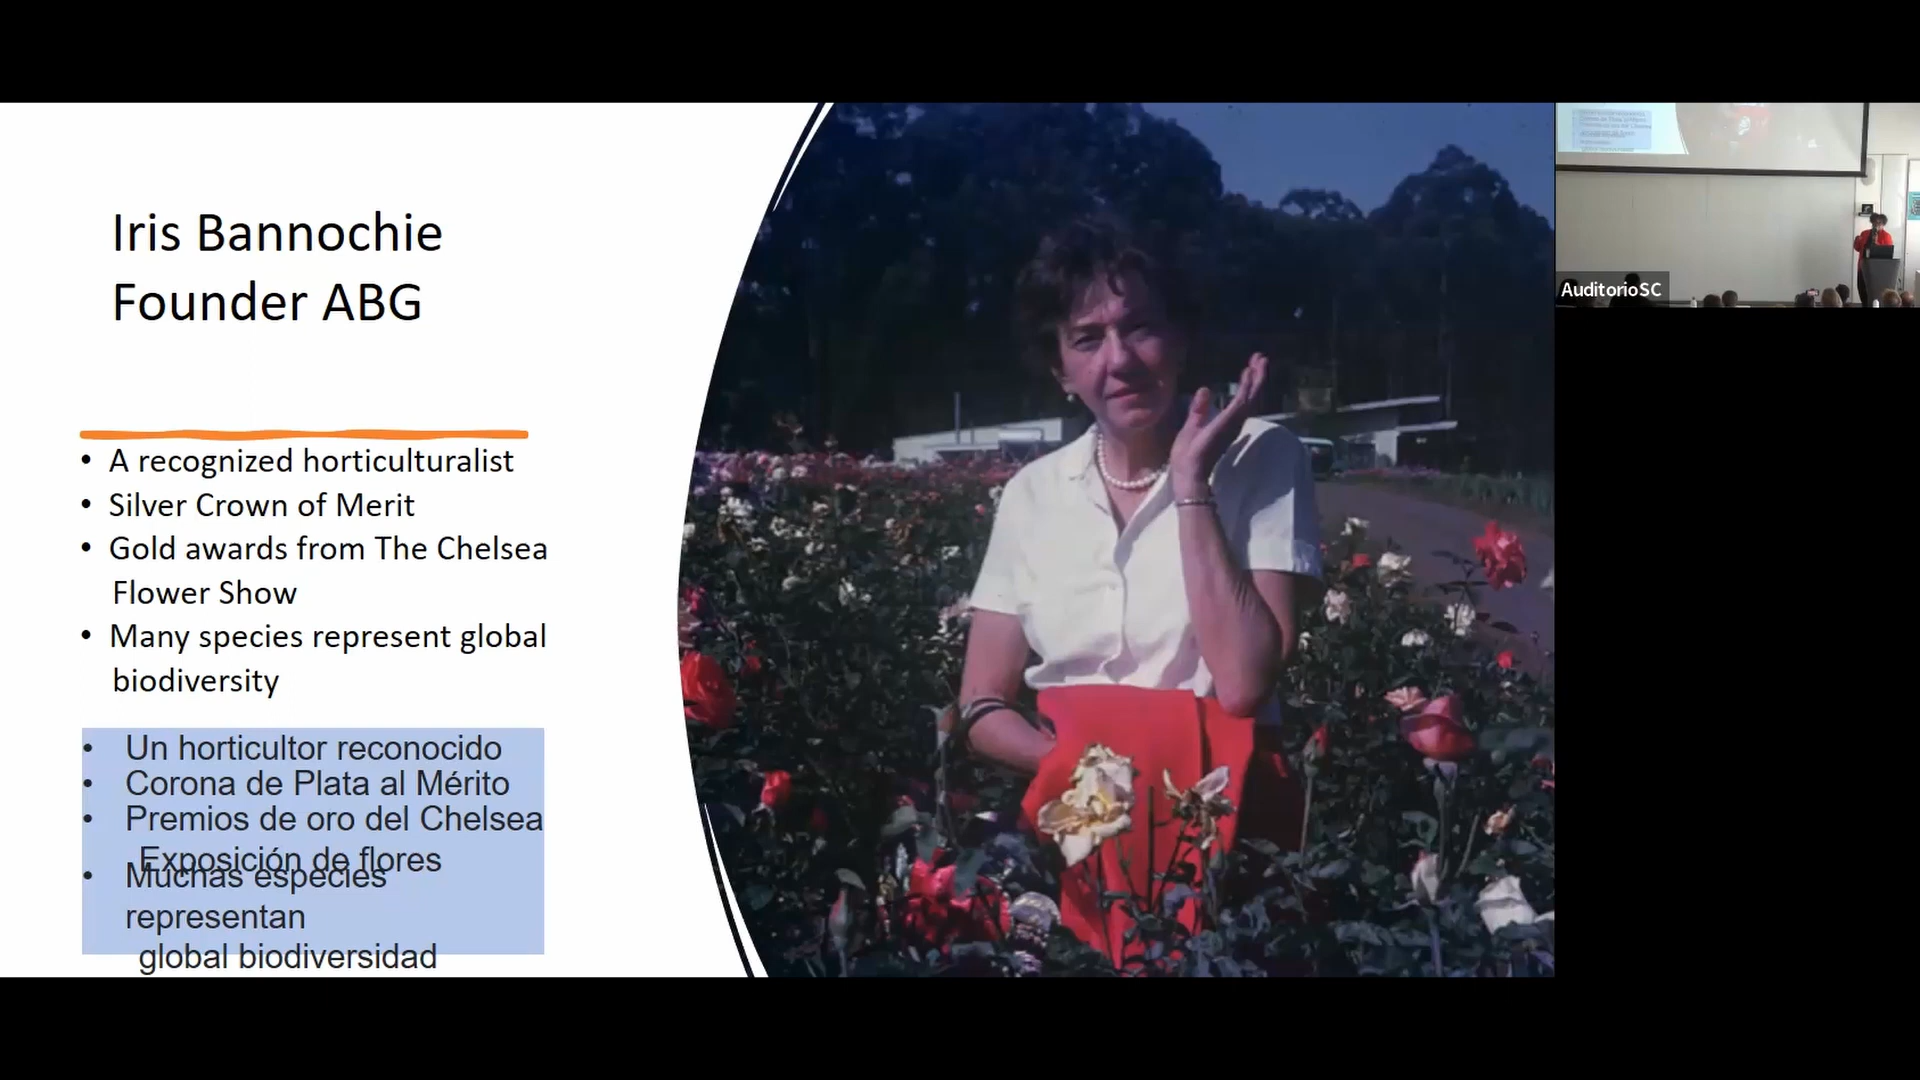 Iris Bannochie
Founder ABG
• A recognized horticulturalist
• Silver Crown of Merit
• Gold awards from The Chelsea
Flower Show
• Many species represent global
biodiversity
• Un horticultor reconocido
• Corona de Plata al Mérito
• Premios de oro del Chelsea
Exposición de flores
• Muchas especies
representan
global biodiversidad
AuditorioSC